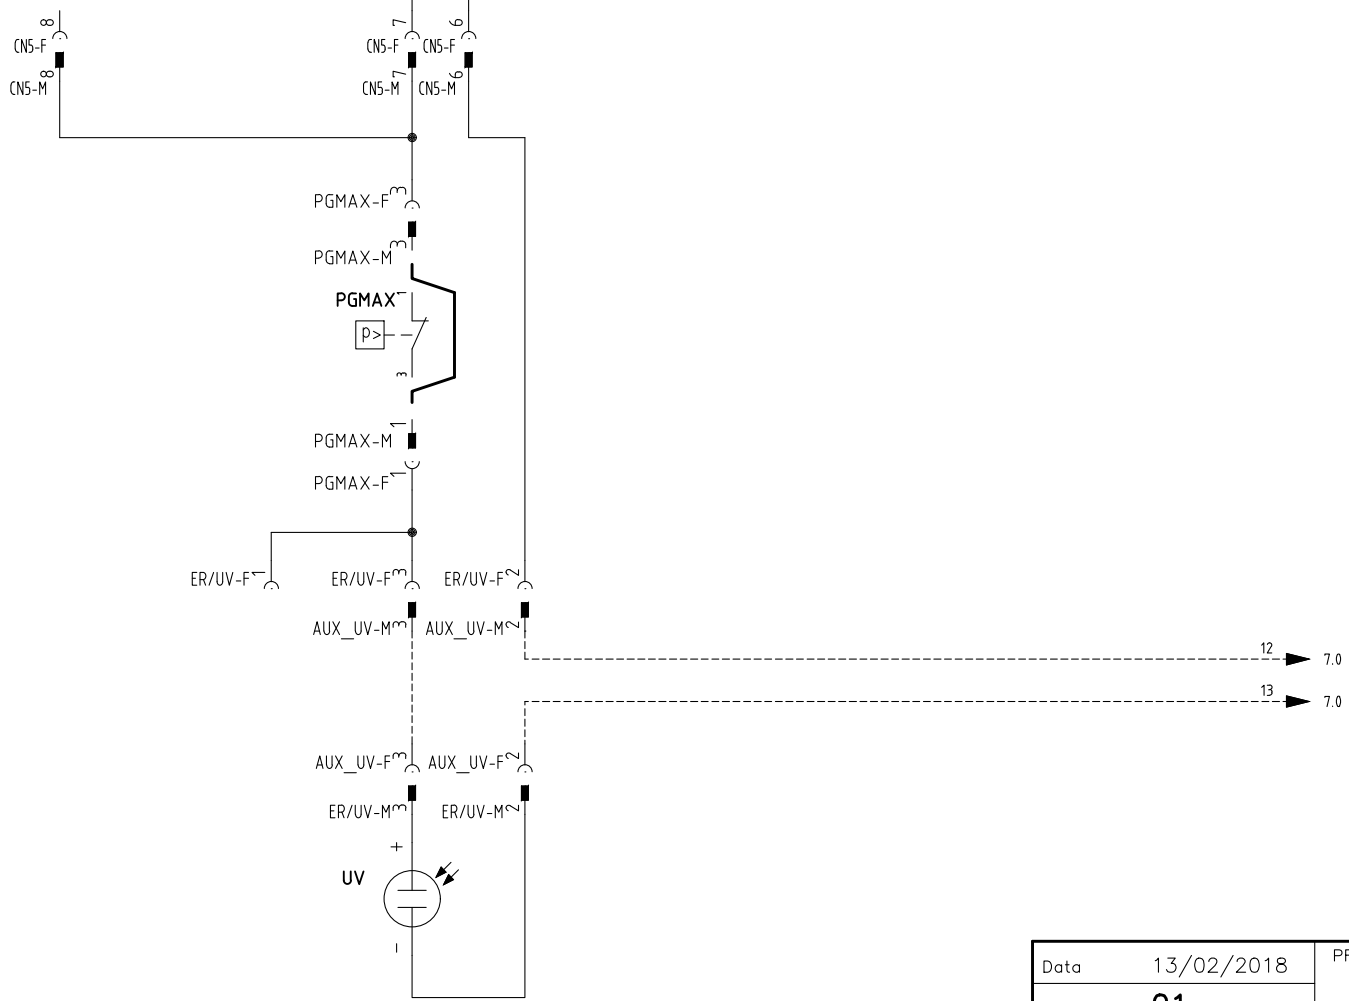 8 7 6
CN5-F CN5-F CN5-F
8 7 6
CN5-M CN5-M CN5-M
PGMAX-F 3
PGMAX-M 3
PGMAX 1
p>
3
PGMAX-M 1
PGMAX-F 1
ER/UV-F 1 ER/UV-F 3 ER/UV-F 2
AUX_UV-M 3 AUX_UV-M 2
12 7.0
13 7.0
AUX_UV-F 3 AUX_UV-F 2
ER/UV-M 3 ER/UV-M 2
+
UV
-
Data 13/02/2018